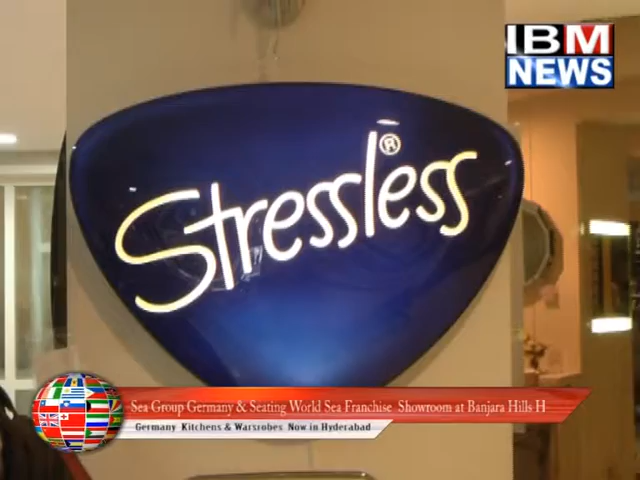 IBM
NEWS
Stressless®
Sea Group Germany & Seating World Sea Franchise Showroom at Banjara Hills H
Germany Kitchens & Warsrobes Now in Hyderabad